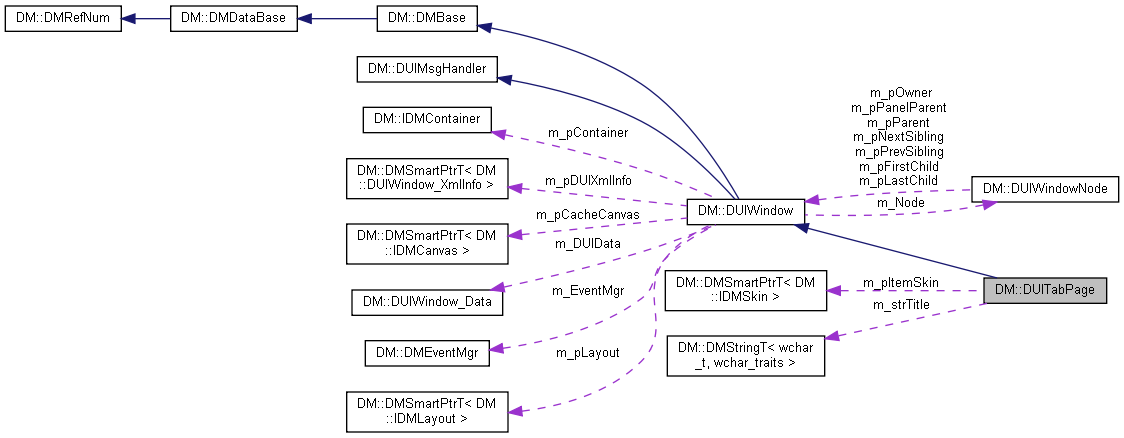 DM::DMRefNum
DM::DMDataBase
DM::DMBase
DM::DUIMsgHandler
DM::IDMContainer
m_pContainer
DM::DMSmartPtrT< DM
::DUIWindow_XmlInfo >
m_pDUIXmlInfo
DM::DMSmartPtrT< DM
::IDMCanvas >
m_pCacheCanvas
m_DUIData
DM::DUIWindow_Data
m_EventMgr
DM::DMEventMgr
m_pLayout
DM::DMSmartPtrT< DM
::IDMLayout >
DM::DUIWindow
m_pOwner
m_pPanelParent
m_pParent
m_pNextSibling
m_pPrevSibling
m_pFirstChild
m_pLastChild
m_Node
DM::DUIWindowNode
DM::DMSmartPtrT< DM
::IDMSkin >
m_pItemSkin
m_strTitle
DM::DUITabPage
DM::DMStringT< wchar
_t, wchar_traits >